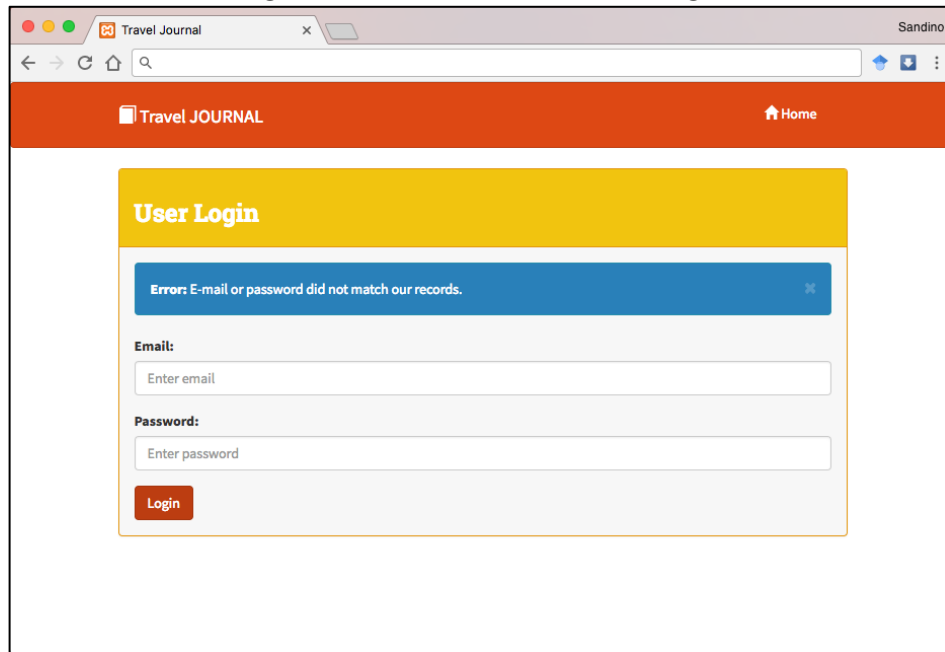 Travel Journal
Sandino
Travel JOURNAL
Home
User Login
Error: E-mail or password did not match our records.
Email:
Enter email
Password:
Enter password
Login